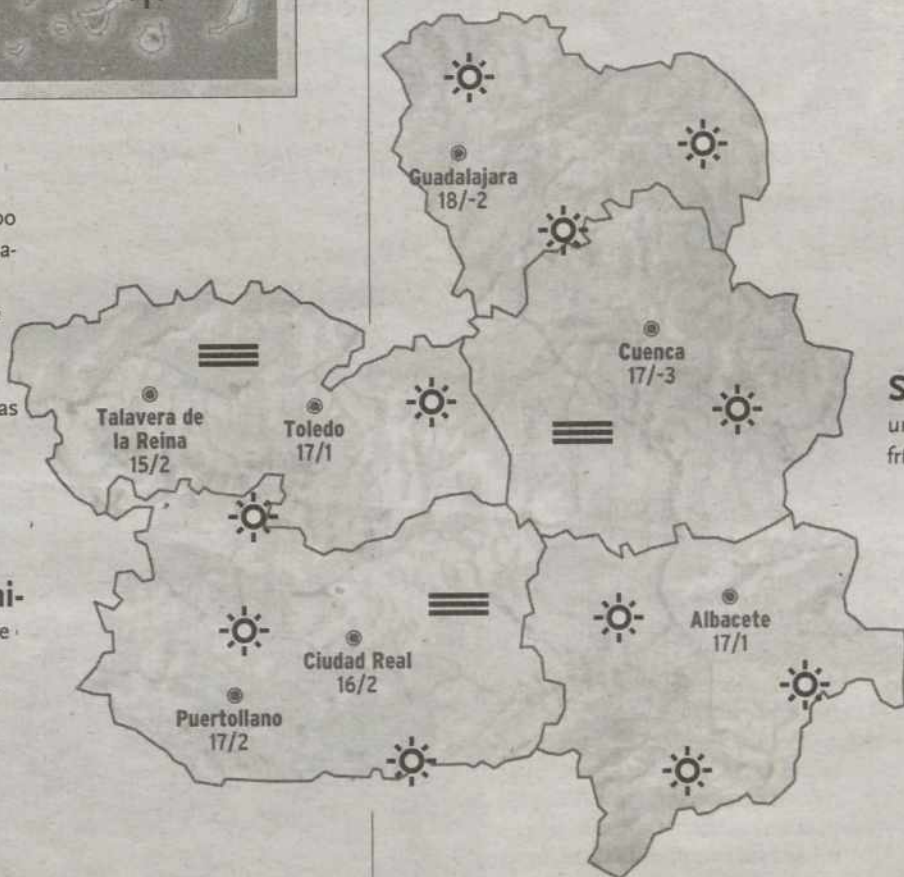 Guadalajara
18/-2
Cuenca
17/-3
Talavera de
la Reina
15/2
Toledo
17/1
Albacete
17/1
Ciudad Real
16/2
Puertollano
17/2